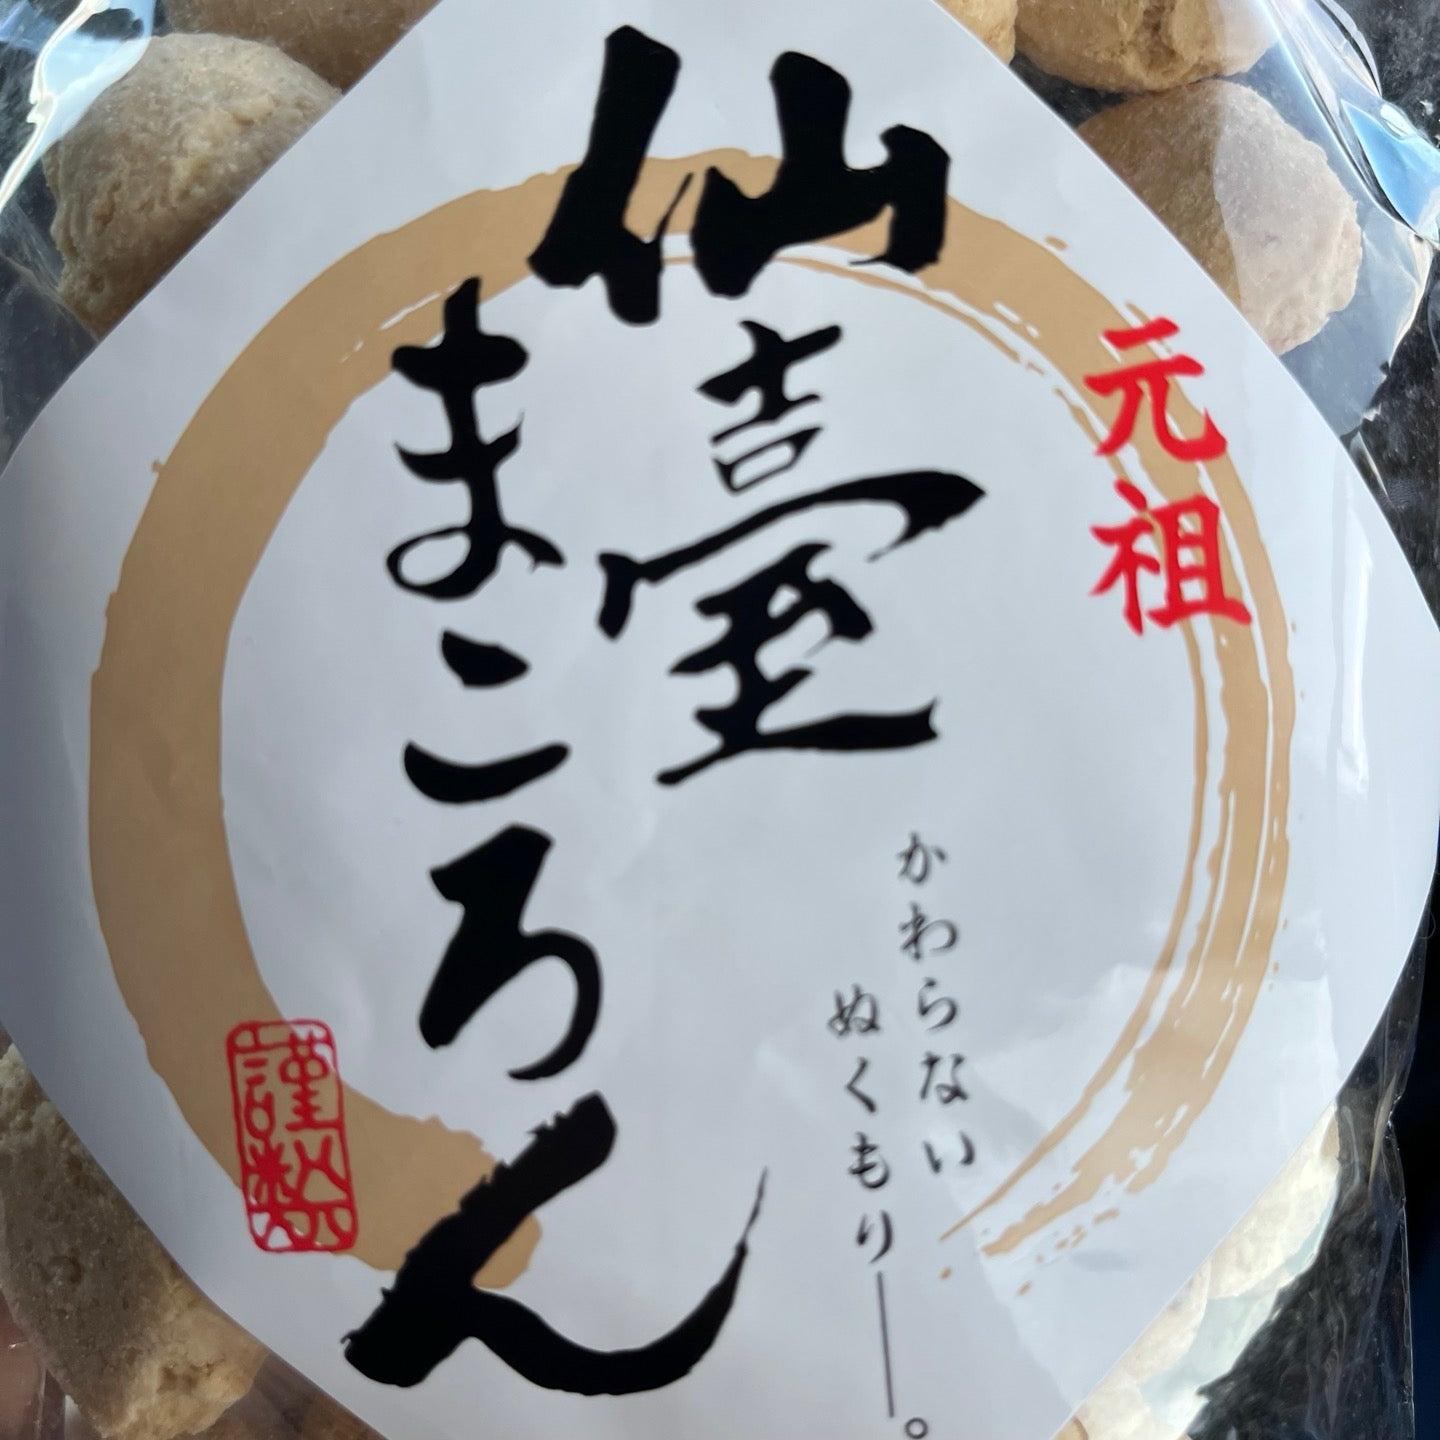 元祖
仙臺
まころん
かわらない
ぬくもり――。